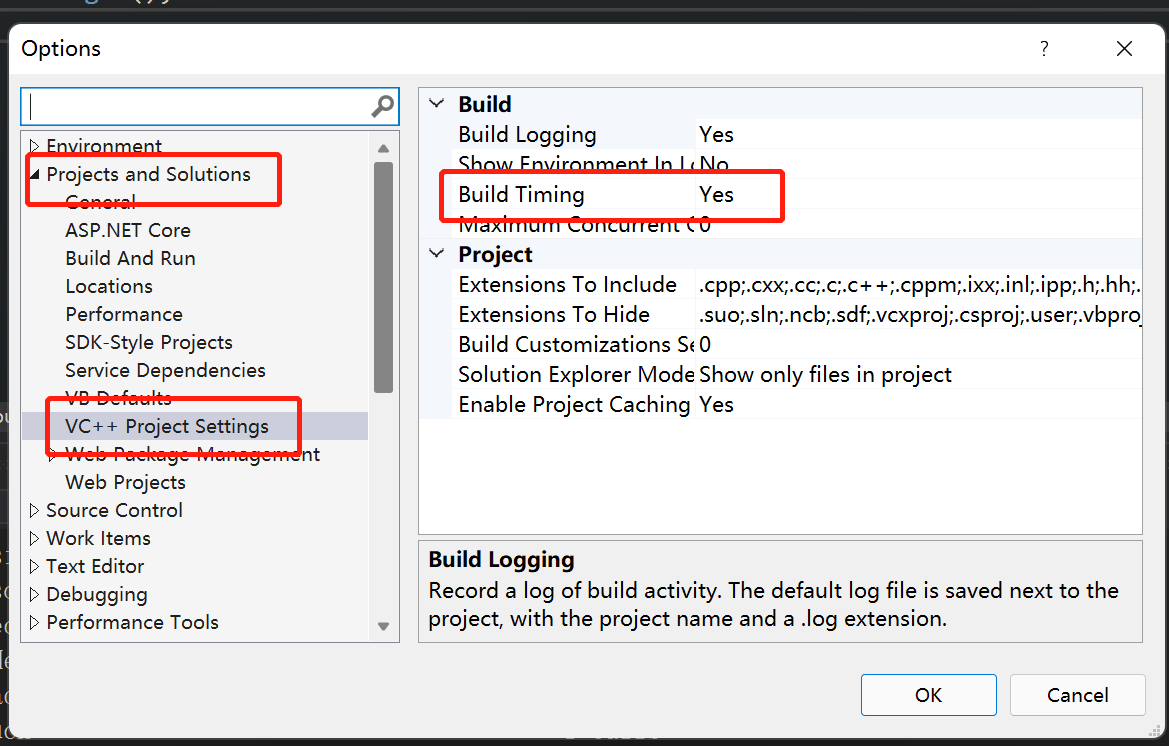 Options
?
Environment
Projects and Solutions
General
ASP.NET Core
Build And Run
Locations
Performance
SDK-Style Projects
Service Dependencies
VB Defaults
VC++ Project Settings
Web Package Management
Web Projects
Source Control
Work Items
Text Editor
Debugging
Performance Tools
Build
Build Logging Yes
Show Environment In Lo No
Build Timing Yes
Maximum Concurrent C 0
Project
Extensions To Include .cpp;.cxx;.cc;.c;.c++;.cppm;.ixx;.inl;.ipp;.h;.hh;.
Extensions To Hide .suo;.sln;.ncb;.sdf;.vcxproj;.csproj;.user;.vbproj
Build Customizations Se 0
Solution Explorer Mode Show only files in project
Enable Project Caching Yes
Build Logging
Record a log of build activity. The default log file is saved next to the
project, with the project name and a .log extension.
OK
Cancel